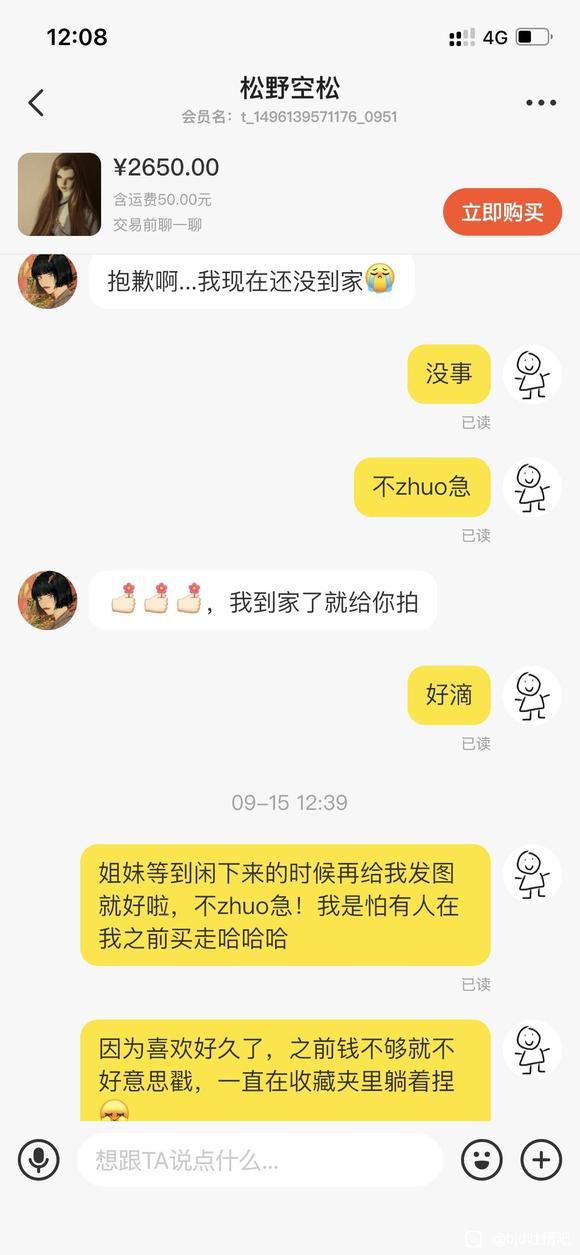 12:08
4G
松野空松
会员名：t_1496139571176_0951
¥2650.00
含运费50.00元
交易前聊一聊
立即购买
抱歉啊...我现在还没到家😭
没事
已读
不zhuo急
已读
，我到家了就给你拍
好滴
已读
09-15 12:39
姐妹等到闲下来的时候再给我发图
就好啦，不zhuo急！我是怕有人在
我之前买走哈哈哈
已读
因为喜欢好久了，之前钱不够就不
好意思戳，一直在收藏夹里躺着捏
想跟TA说点什么...
@bjd吐槽吧